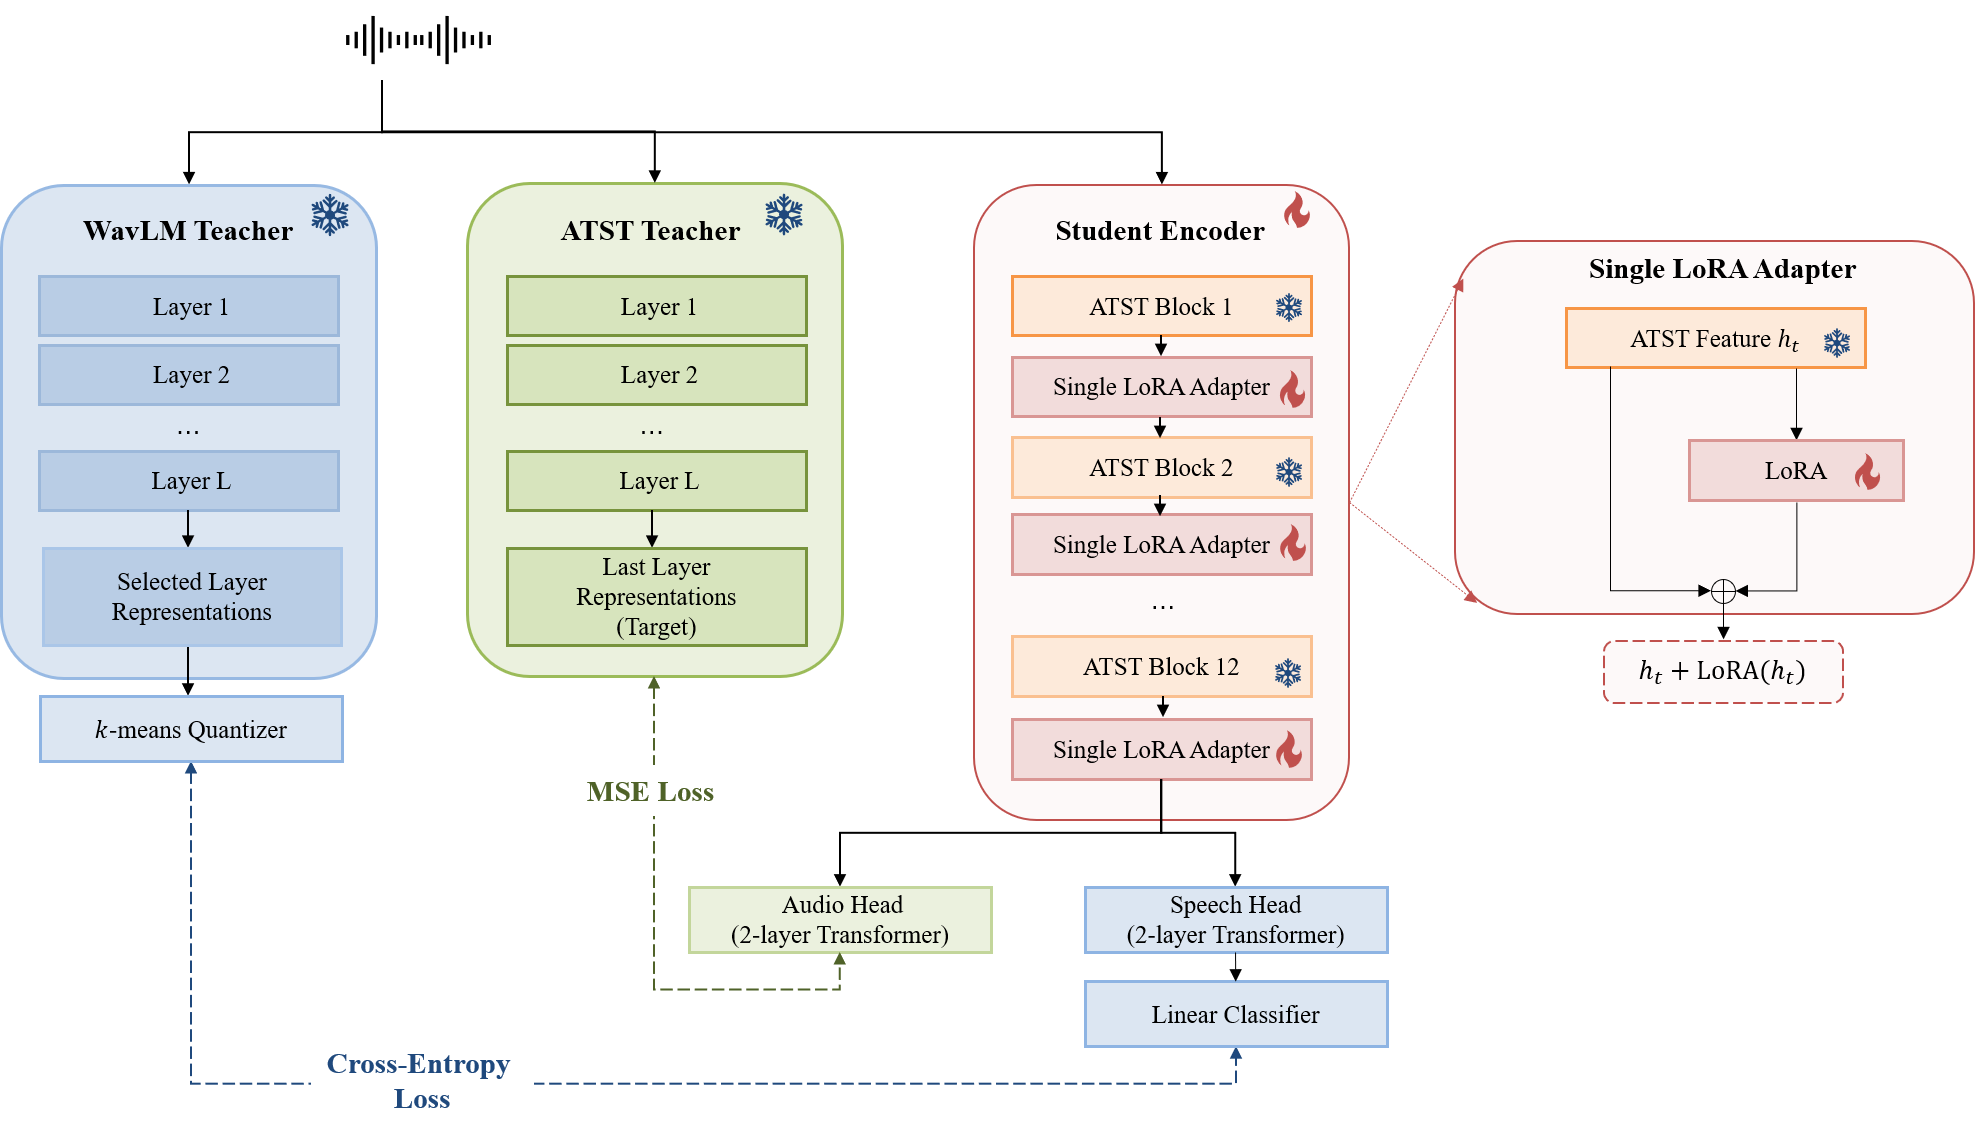 WavLM Teacher
Layer 1
Layer 2
...
Layer L
Selected Layer
Representations
k-means Quantizer
ATST Teacher
Layer 1
Layer 2
...
Layer L
Last Layer
Representations
(Target)
MSE Loss
Student Encoder
ATST Block 1
Single LoRA Adapter
ATST Block 2
Single LoRA Adapter
...
ATST Block 12
Single LoRA Adapter
Audio Head
(2-layer Transformer)
Speech Head
(2-layer Transformer)
Linear Classifier
Cross-Entropy
Loss
Single LoRA Adapter
ATST Feature h_t
LoRA
h_t + LoRA(h_t)